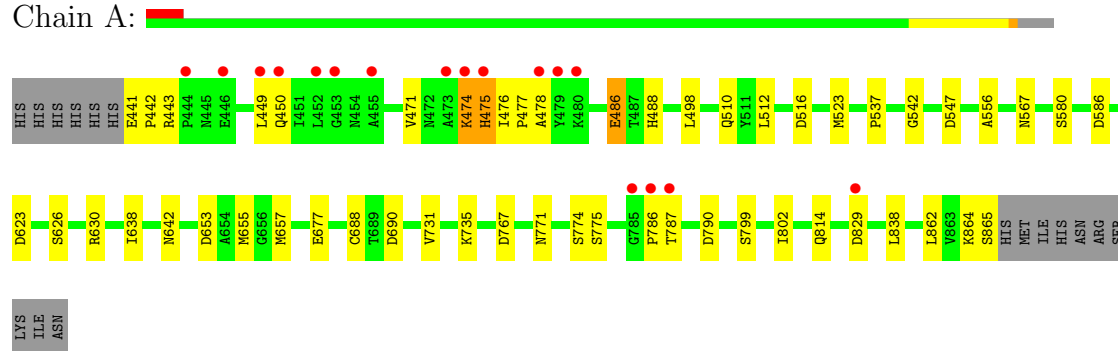 Chain A:
HIS HIS HIS HIS HIS HIS E441 P442 R443 P444 N445 E446 L449 Q450 I451 L452 G453 N454 A455 V471 N472 A473 K474 H475 I476 P477 A478 Y479 K480 E486 T487 H488 L498 Q510 Y511 L512 D516 M523 P537 G542 D547 A556 N567 S580 D586
D623 S626 R630 I638 N642 D653 A654 M655 G656 M657 E677 C688 T689 D690 V731 K735 D767 N771 S774 S775 G785 P786 T787 D790 S799 I802 Q814 D829 L838 L862 V863 K864 S865 HIS MET ILE HIS ASN ARG SER
LYS ILE ASN